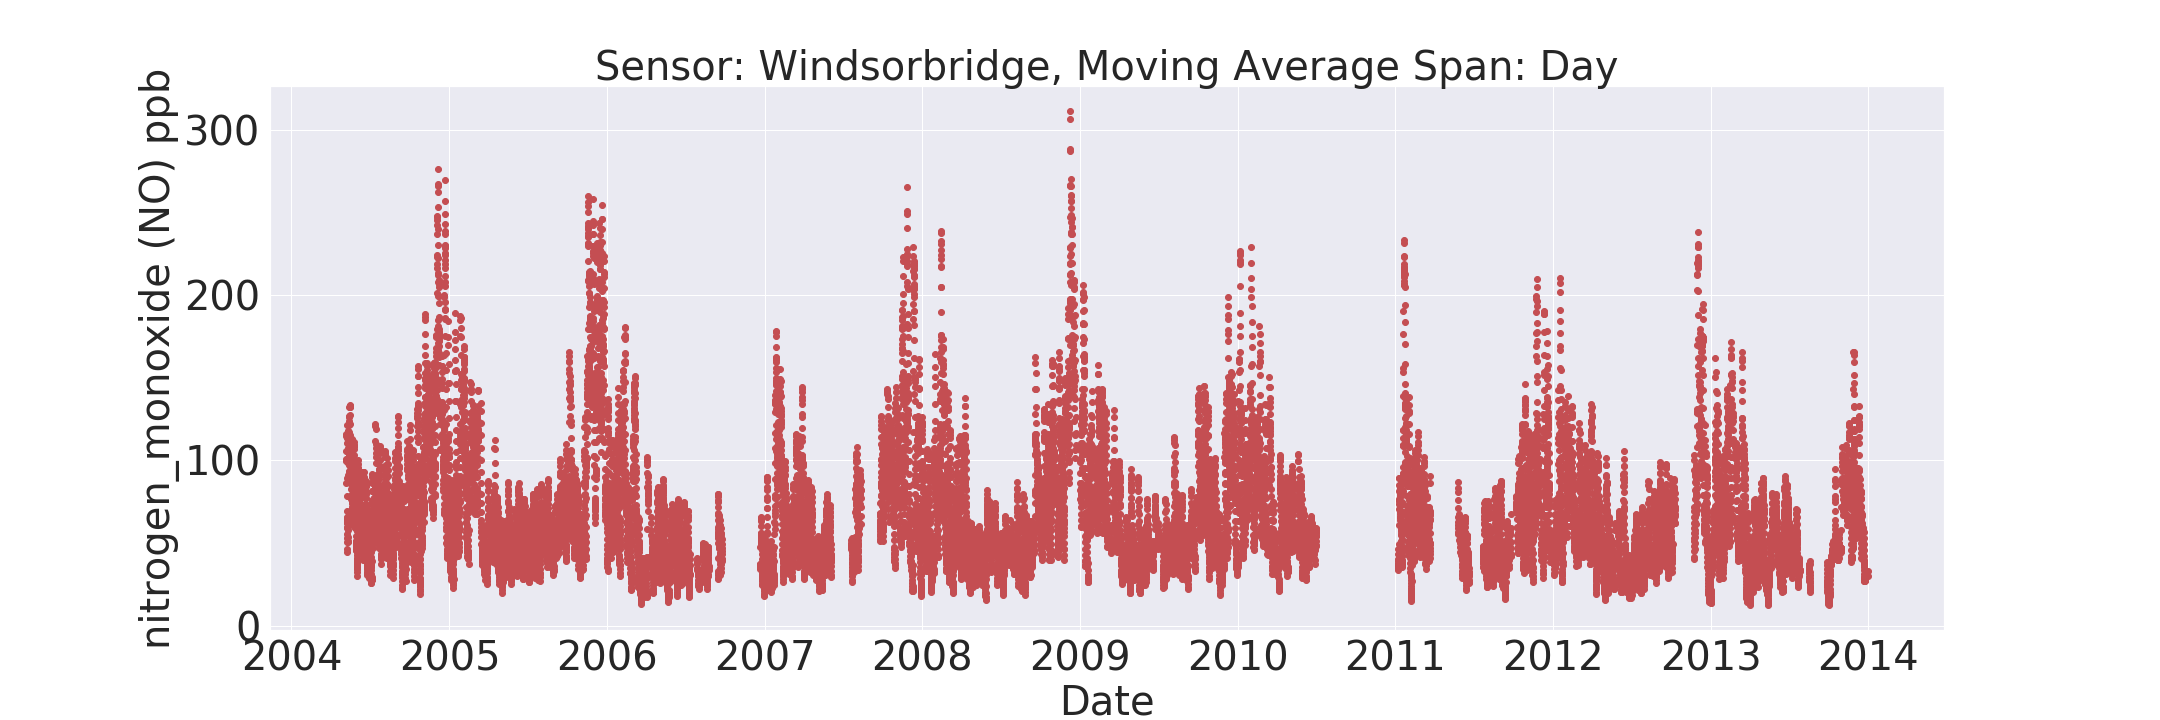 Sensor: Windsorbridge, Moving Average Span: Day
nitrogen_monoxide (NO) ppb
300
200
100
0
2004 2005 2006 2007 2008 2009 2010 2011 2012 2013 2014
Date